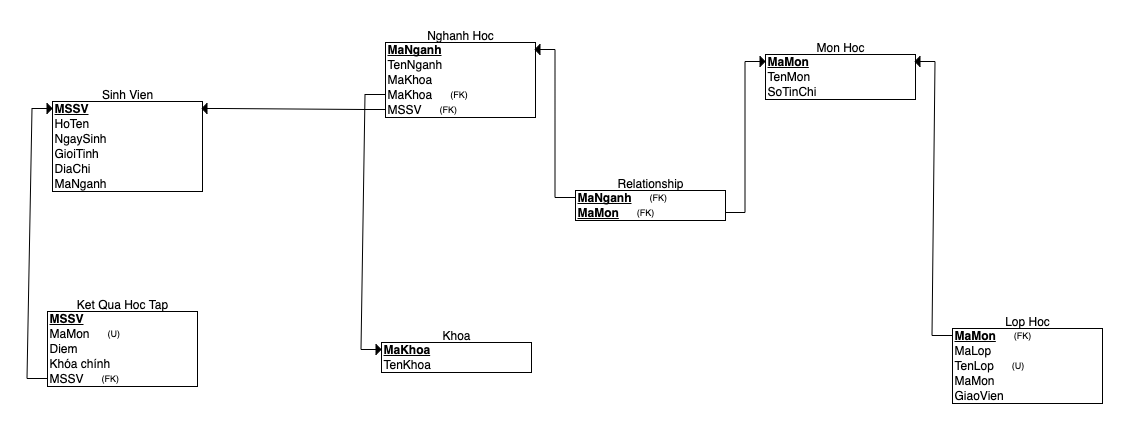 Nghanh Hoc
MaNganh
TenNganh
MaKhoa
MaKhoa (FK)
MSSV (FK)
Mon Hoc
MaMon
TenMon
SoTinChi
Sinh Vien
MSSV
HoTen
NgaySinh
GioiTinh
DiaChi
MaNganh
Relationship
MaNganh (FK)
MaMon (FK)
Ket Qua Hoc Tap
MSSV
MaMon (U)
Diem
Khóa chính
MSSV (FK)
Khoa
MaKhoa
TenKhoa
Lop Hoc
MaMon (FK)
MaLop
TenLop (U)
MaMon
GiaoVien